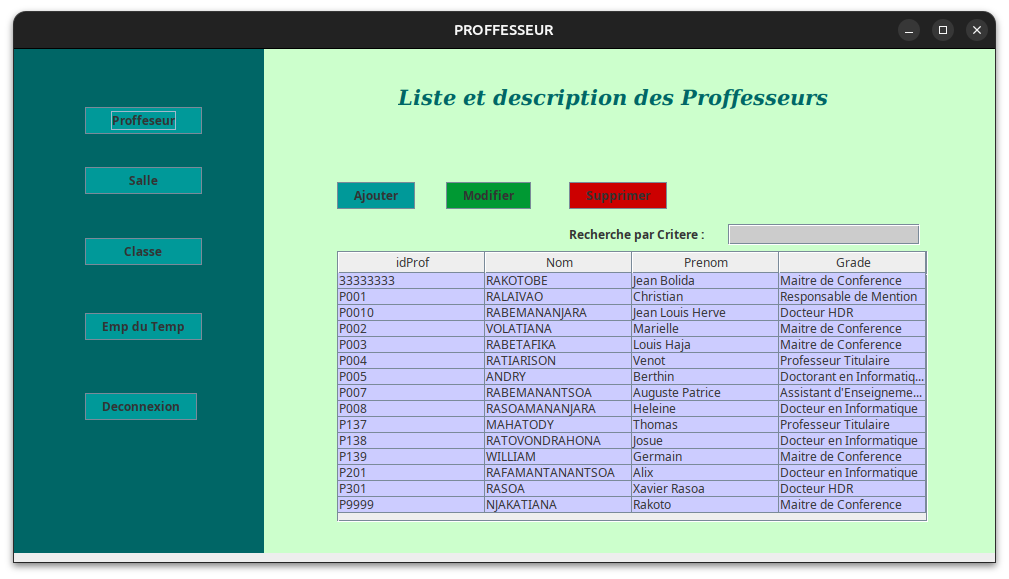 PROFFESSEUR
Liste et description des Proffesseurs
Proffeseur
Salle
Classe
Emp du Temp
Deconnexion
Ajouter Modifier Supprimer
Recherche par Critere :
idProf Nom Prenom Grade
33333333 RAKOTOBE Jean Bolida Maitre de Conference
P001 RALAIVAO Christian Responsable de Mention
P0010 RABEMANANJARA Jean Louis Herve Docteur HDR
P002 VOLATIANA Marielle Maitre de Conference
P003 RABETAFIKA Louis Haja Maitre de Conference
P004 RATIARISON Venot Professeur Titulaire
P005 ANDRY Berthin Doctorant en Informatiq...
P007 RABEMANANTSOA Auguste Patrice Assistant d'Enseigneme...
P008 RASOAMANANJARA Heleine Docteur en Informatique
P137 MAHATODY Thomas Professeur Titulaire
P138 RATOVONDRAHONA Josue Docteur en Informatique
P139 WILLIAM Germain Maitre de Conference
P201 RAFAMANTANANTSOA Alix Docteur en Informatique
P301 RASOA Xavier Rasoa Docteur HDR
P9999 NJAKATIANA Rakoto Maitre de Conference